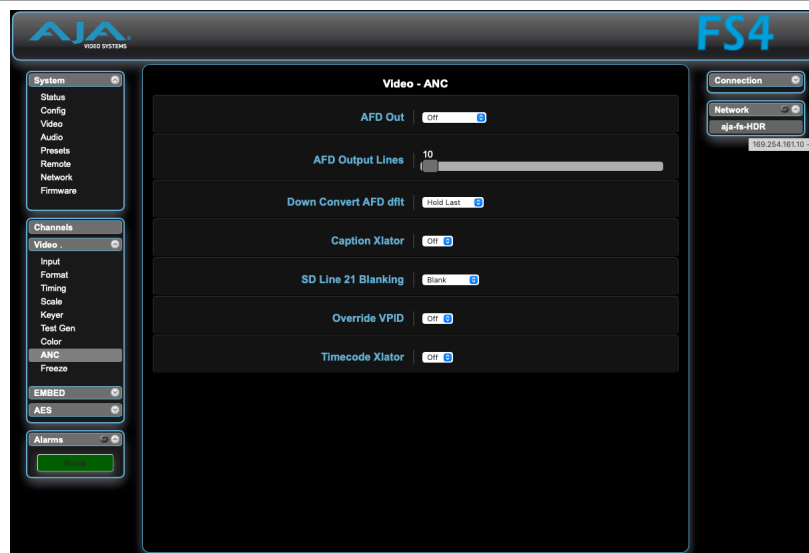 AJA
VIDEO SYSTEMS
FS4
System
Status
Config
Video
Audio
Presets
Remote
Network
Firmware
Channels
Video .
Input
Format
Timing
Scale
Keyer
Test Gen
Color
ANC
Freeze
EMBED
AES
Alarms
None
Video - ANC
AFD Out Off
AFD Output Lines 10
Down Convert AFD dflt Hold Last
Caption Xlator Off
SD Line 21 Blanking Blank
Override VPID Off
Timecode Xlator Off
Connection
Network
aja-fs-HDR
169.254.161.10 -